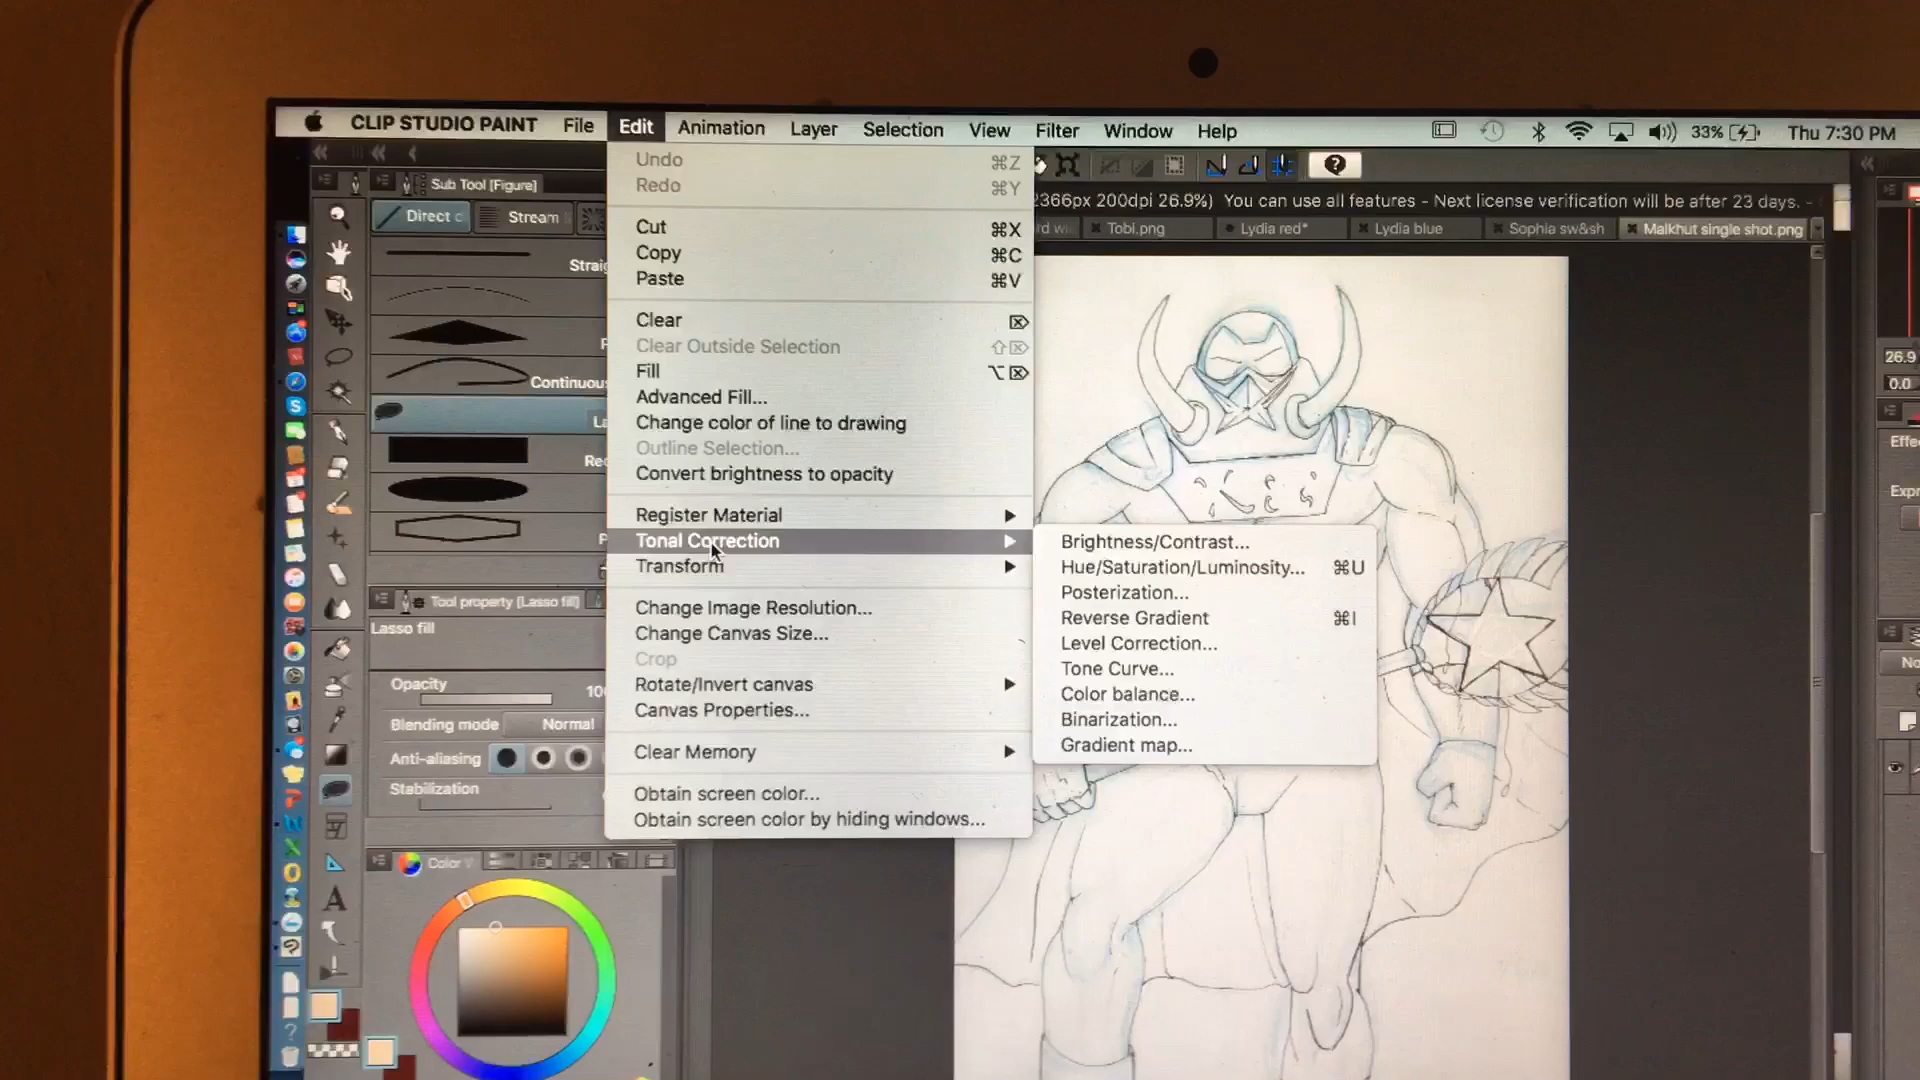 CLIP STUDIO PAINT File Edit Animation Layer Selection View Filter Window Help 33% Thu 7:30 PM
Sub Tool [Figure]
Direct
Stream
2366px 200dpi 26.9%) You can use all features - Next license verification will be after 23 days. -
Tobi.png Lydia red* Lydia blue Sophia sw&sh Malkhut single shot.png
Undo ⌘Z
Redo ⌘Y
Cut ⌘X
Copy ⌘C
Paste ⌘V
Clear
Clear Outside Selection
Fill
Advanced Fill...
Change color of line to drawing
Outline Selection...
Convert brightness to opacity
Register Material
Tonal Correction
Transform
Change Image Resolution...
Change Canvas Size...
Crop
Rotate/Invert canvas
Canvas Properties...
Clear Memory
Obtain screen color...
Obtain screen color by hiding windows...
Brightness/Contrast...
Hue/Saturation/Luminosity... ⌘U
Posterization...
Reverse Gradient ⌘I
Level Correction...
Tone Curve...
Color balance...
Binarization...
Gradient map...
Continuous
Tool property [Lasso fill]
Lasso fill
Opacity
Blending mode Normal
Anti-aliasing
Stabilization
Color
26.9
0.0